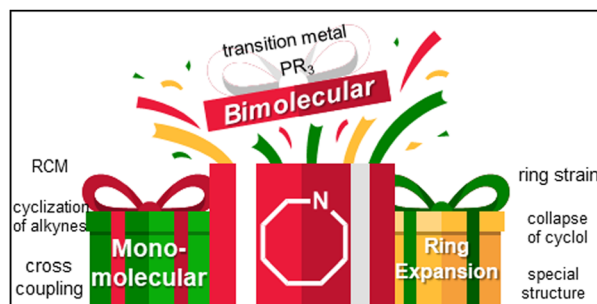 transition metal
PR3
Bimolecular
RCM
cyclization
of alkynes
cross
coupling
Mono-
molecular
N
Ring
Expansion
ring strain
collapse
of cyclol
special
structure